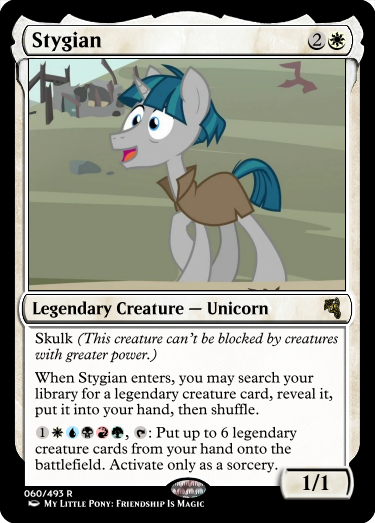 Stygian 2
Legendary Creature — Unicorn
Skulk (This creature can't be blocked by creatures
with greater power.)
When Stygian enters, you may search your
library for a legendary creature card, reveal it,
put it into your hand, then shuffle.
1, : Put up to 6 legendary
creature cards from your hand onto the
battlefield. Activate only as a sorcery.
1/1
060/493 R
My Little Pony: Friendship Is Magic